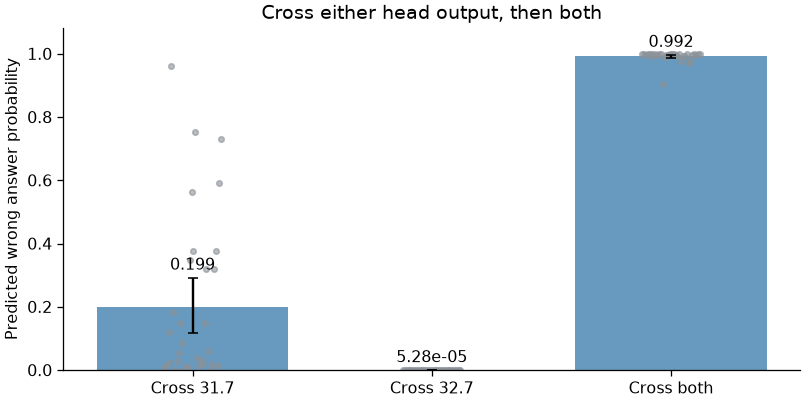 Cross either head output, then both
Predicted wrong answer probability
1.0
0.8
0.6
0.4
0.2
0.0
0.199
5.28e-05
0.992
Cross 31.7
Cross 32.7
Cross both